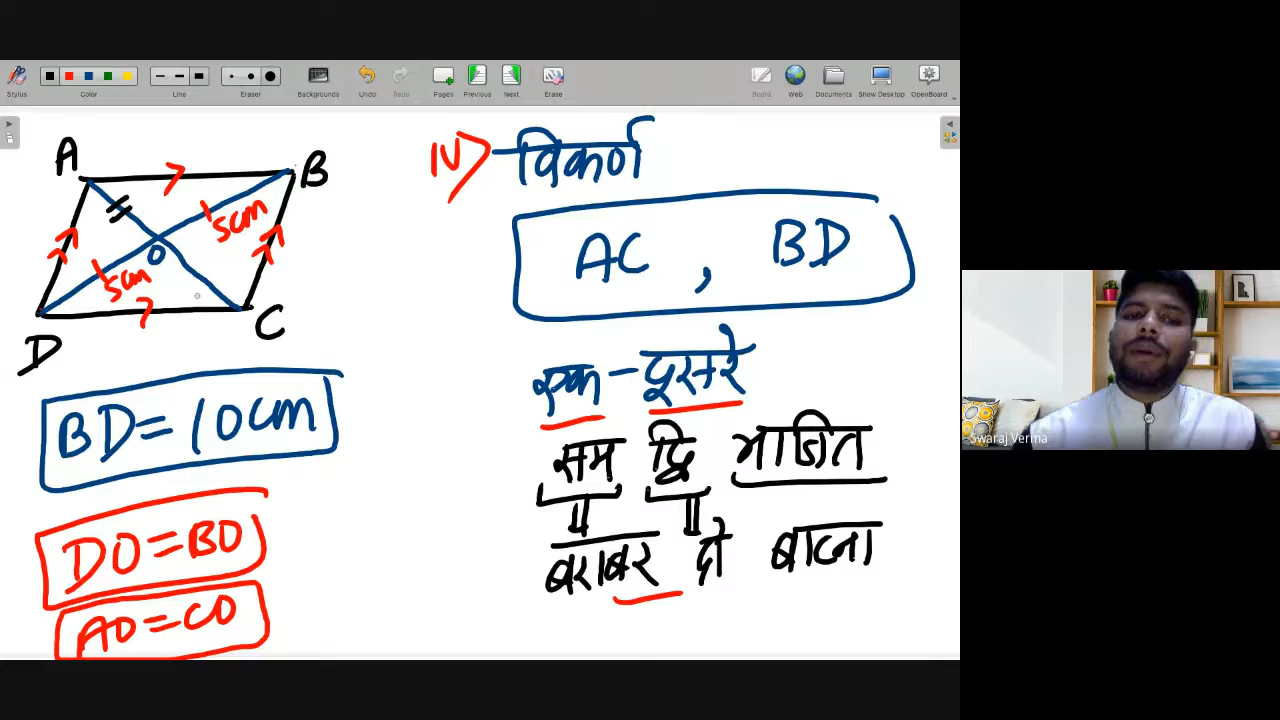 Stylus
Color
Line
Eraser
Backgrounds
Undo
Redo
Pages
Previous
Next
Erase
Board
Web
Documents
Show Desktop
OpenBoard
A
B
5cm
O
5cm
D
C
BD=10cm
DO=BO
AO=CO
IV> विकर्ण
AC , BD
एक-दूसरे
सम द्वि भाजित
बराबर दो बाटना
Swaraj Verma